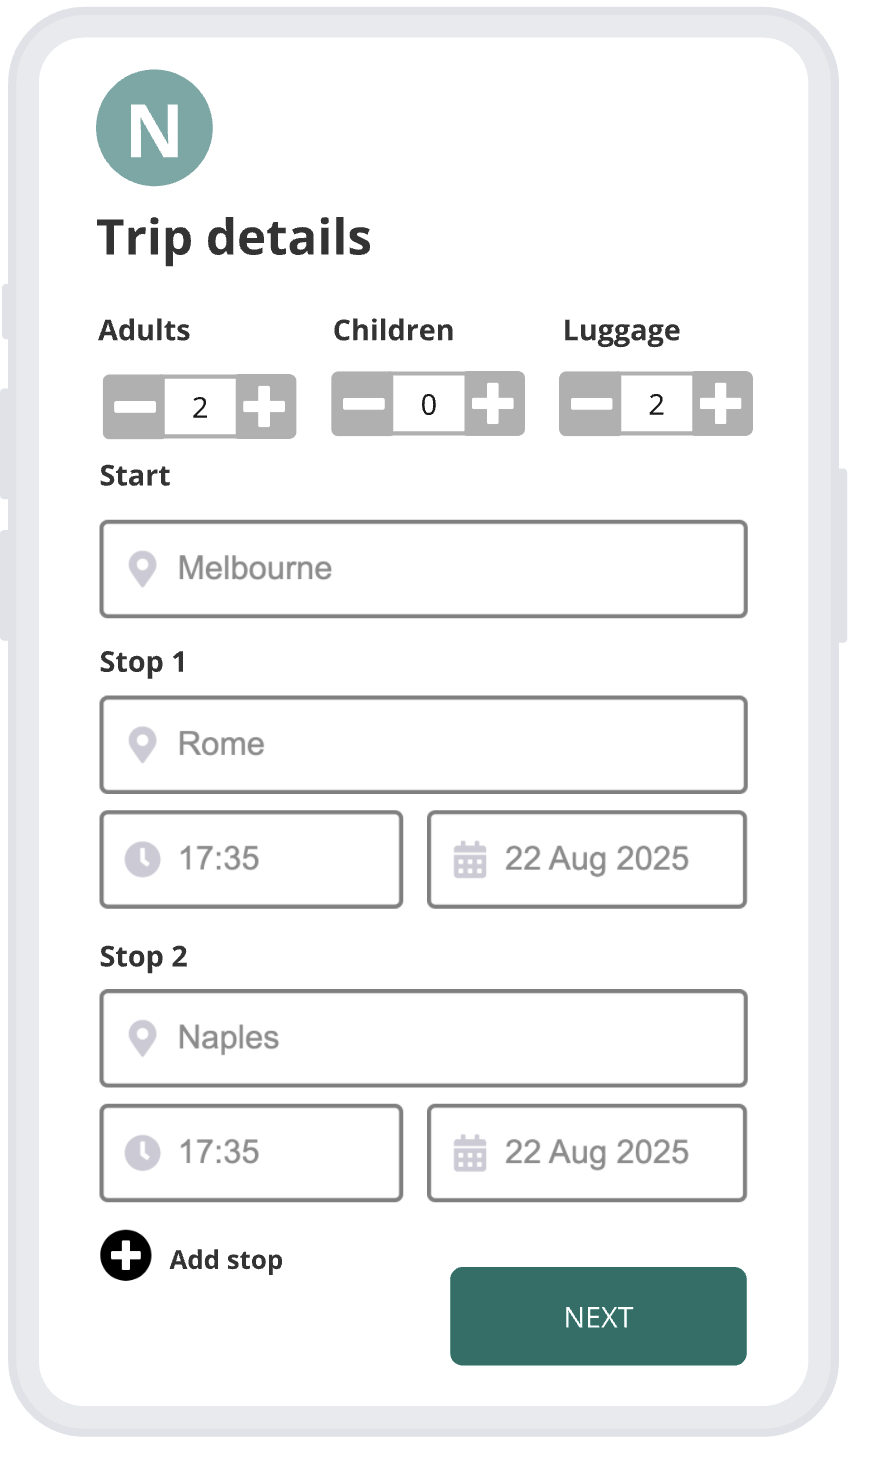 N
Trip details
Adults Children Luggage
2 0 2
Start
Melbourne
Stop 1
Rome
17:35 22 Aug 2025
Stop 2
Naples
17:35 22 Aug 2025
Add stop
NEXT